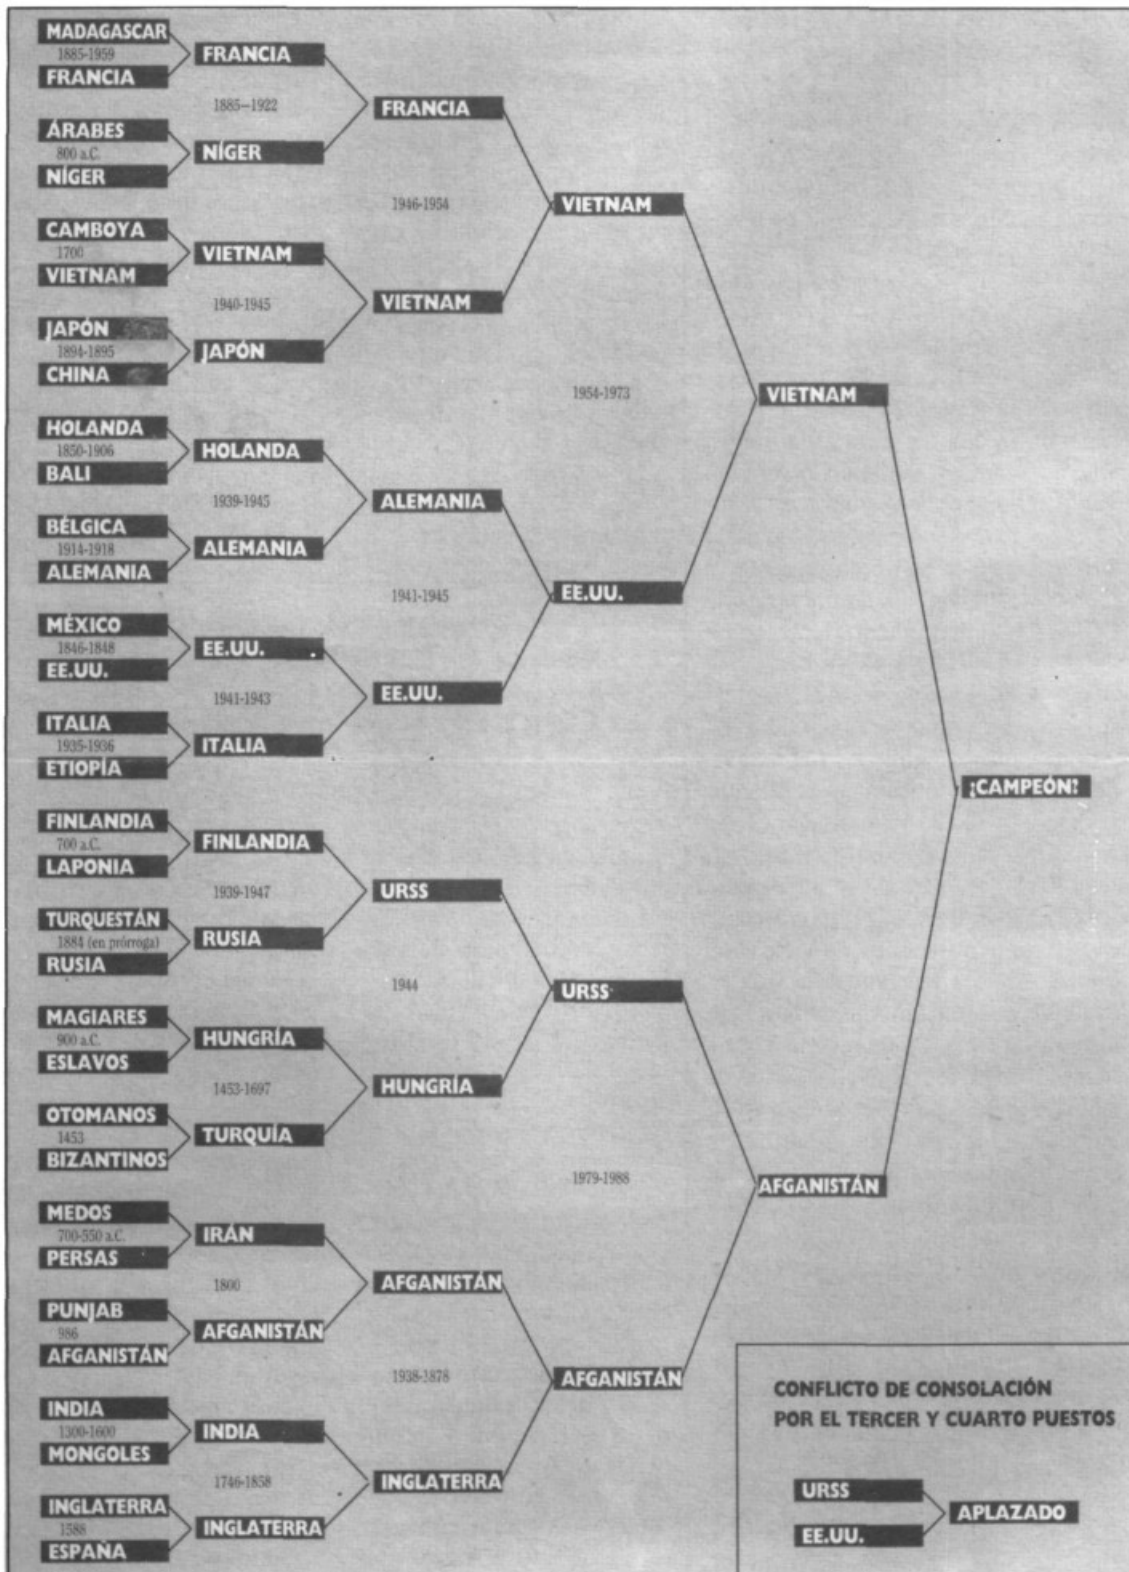 MADAGASCAR
1885-1959
FRANCIA
FRANCIA
1885–1922
ÁRABES
800 a.C.
NÍGER
NÍGER
FRANCIA
1946-1954
CAMBOYA
1700
VIETNAM
VIETNAM
1940-1945
JAPÓN
1894-1895
CHINA
JAPÓN
VIETNAM
VIETNAM
1954-1973
HOLANDA
1850-1906
BALI
HOLANDA
1939-1945
BÉLGICA
1914-1918
ALEMANIA
ALEMANIA
ALEMANIA
1941-1945
MÉXICO
1846-1848
EE.UU.
EE.UU.
1941-1943
ITALIA
1935-1936
ETIOPÍA
ITALIA
EE.UU.
EE.UU.
VIETNAM
¡CAMPEÓN!
FINLANDIA
700 a.C.
LAPONIA
FINLANDIA
1939-1947
TURQUESTÁN
1884 (en prórroga)
RUSIA
RUSIA
URSS
1944
MAGIARES
900 a.C.
ESLAVOS
HUNGRÍA
1453-1697
OTOMANOS
1453
BIZANTINOS
TURQUÍA
HUNGRÍA
URSS
1979-1988
MEDOS
700-550 a.C.
PERSAS
IRÁN
1800
PUNJAB
986
AFGANISTÁN
AFGANISTÁN
AFGANISTÁN
1938-1878
INDIA
1300-1600
MONGOLES
INDIA
1746-1858
INGLATERRA
1588
ESPAÑA
INGLATERRA
INGLATERRA
AFGANISTÁN
AFGANISTÁN
CONFLICTO DE CONSOLACIÓN
POR EL TERCER Y CUARTO PUESTOS
URSS
EE.UU.
APLAZADO